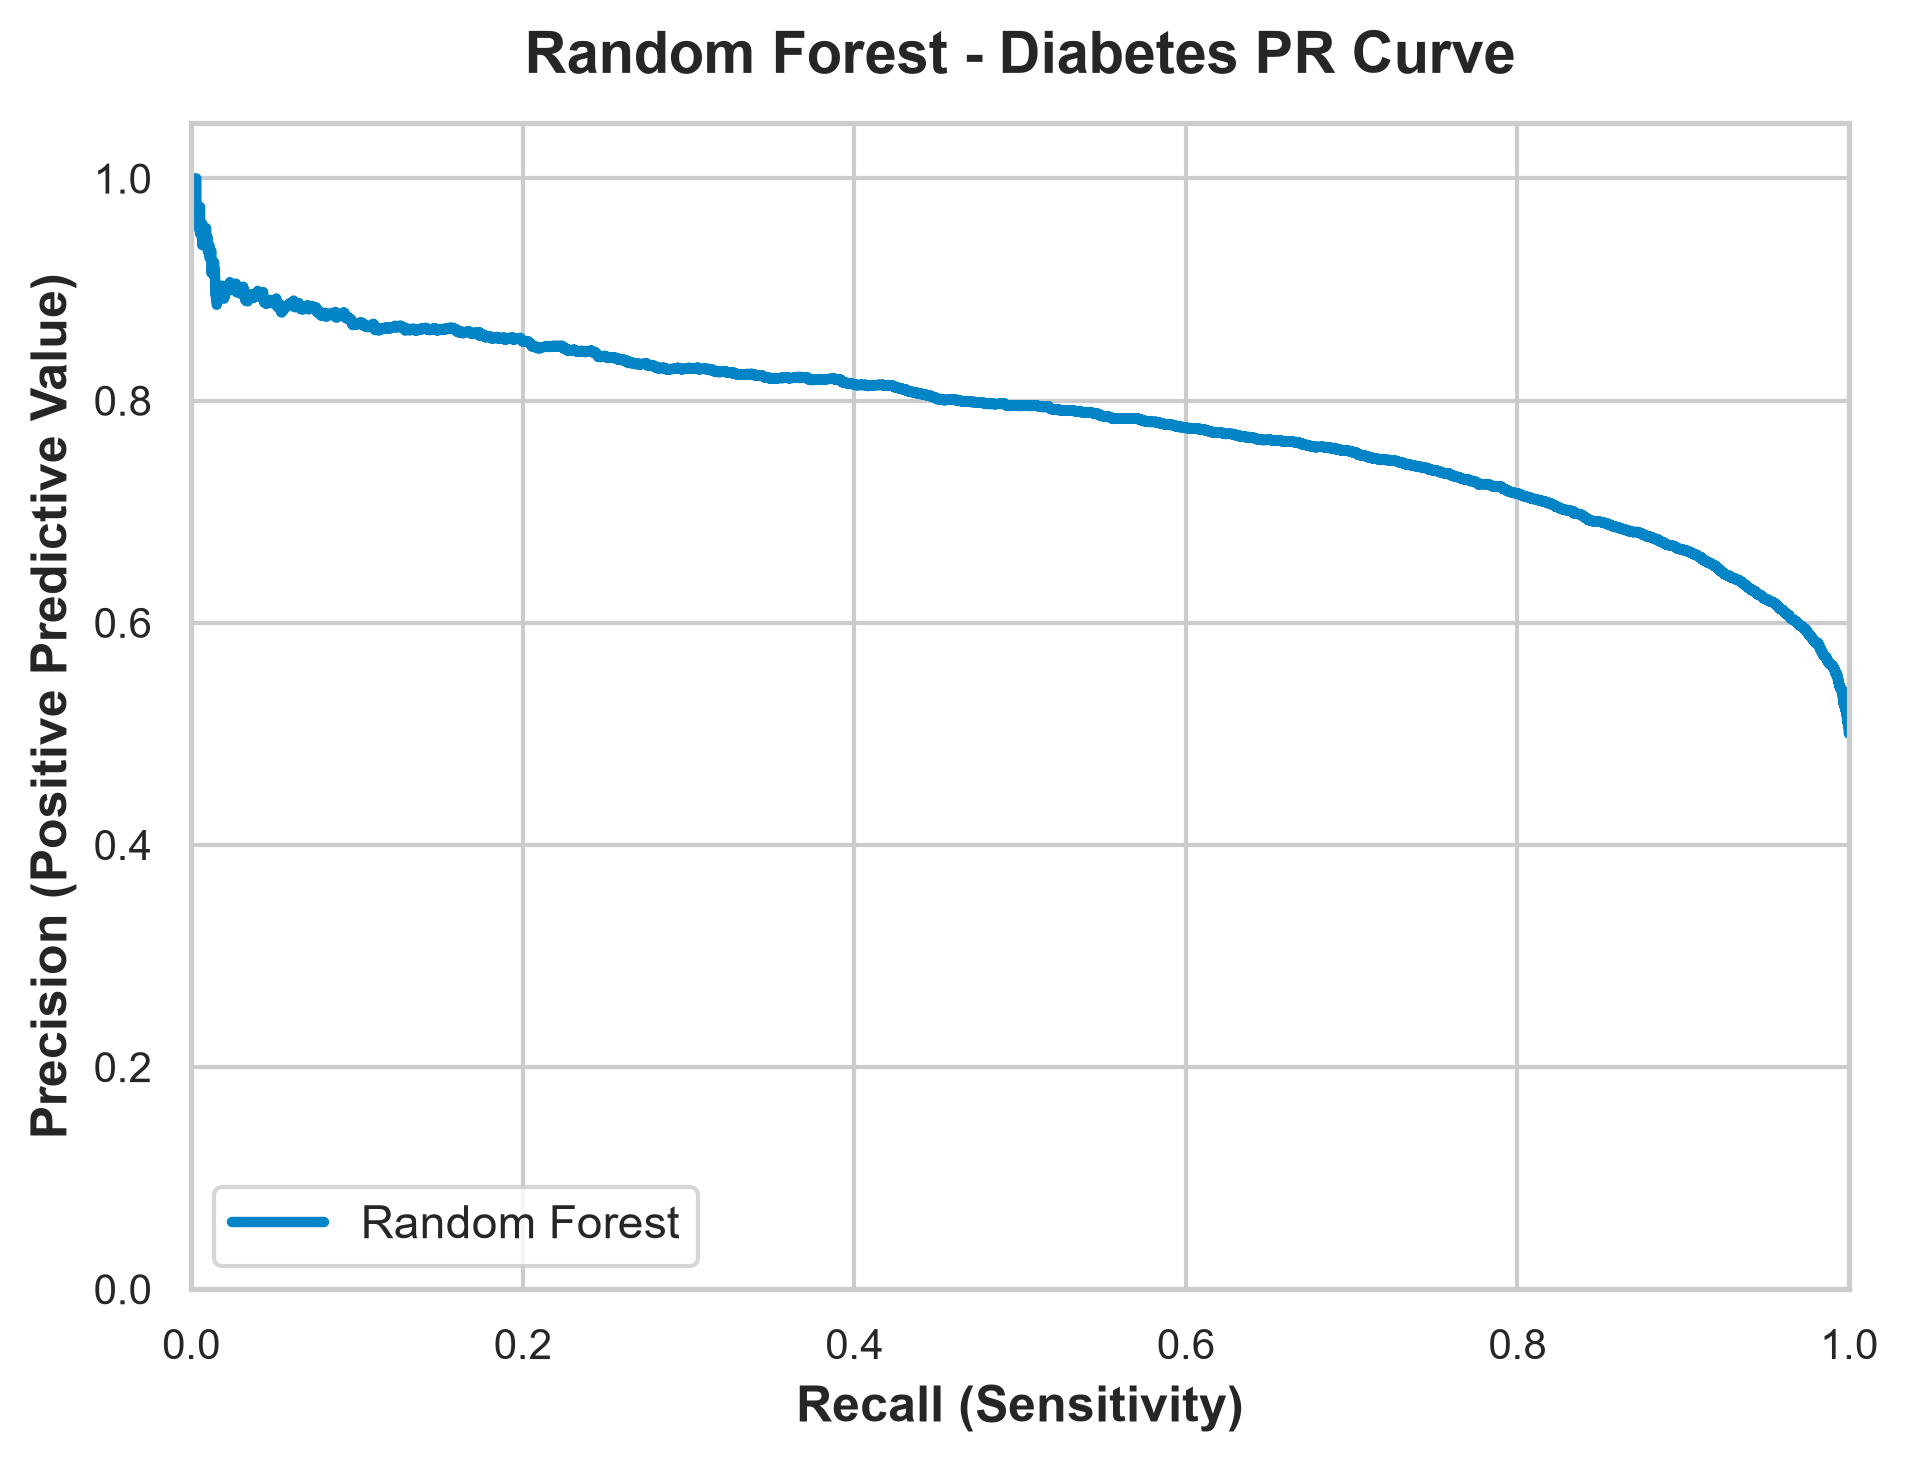 Random Forest - Diabetes PR Curve
Precision (Positive Predictive Value)
1.0
0.8
0.6
0.4
0.2
0.0
Random Forest
0.0 0.2 0.4 0.6 0.8 1.0
Recall (Sensitivity)